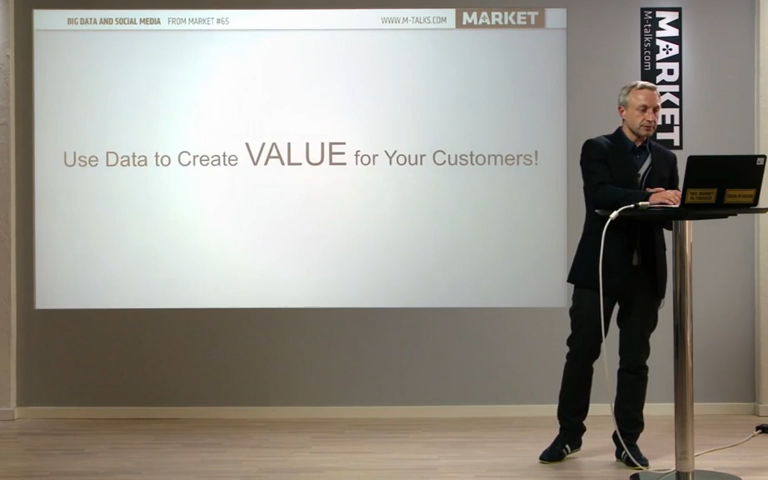 BIG DATA AND SOCIAL MEDIA FROM MARKET #65 WWW.M-TALKS.COM MARKET
Use Data to Create VALUE for Your Customers!
MARKET
M-talks.com